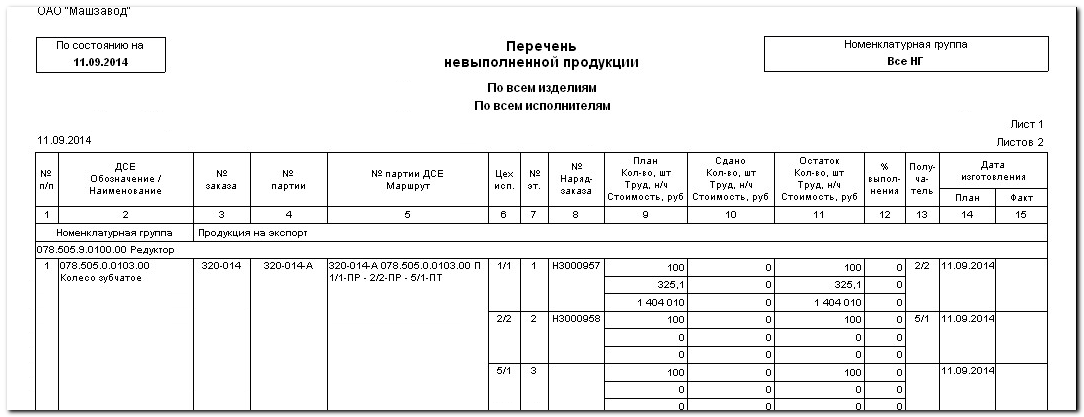 ОАО "Машзавод"
По состоянию на
11.09.2014
Перечень
невыполненной продукции
По всем изделиям
По всем исполнителям
Номенклатурная группа
Все НГ
Лист 1
11.09.2014 Листов 2
№ п/п ДСЕ Обозначение / Наименование № заказа № партии № партии ДСЕ Маршрут Цех исп. № эт. № Наряд-заказа План Кол-во, шт Труд, н/ч Стоимость, руб Сдано Кол-во, шт Труд, н/ч Стоимость, руб Остаток Кол-во, шт Труд, н/ч Стоимость, руб % выпол-нения Полу-ча-тель Дата изготовления План Факт
1 2 3 4 5 6 7 8 9 10 11 12 13 14 15
Номенклатурная группа Продукция на экспорт
078.505.9.0100.00 Редуктор
1 078.505.0.0103.00 320-014 320-014-А 320-014-А 078.505.0.0103.00 П 1/1 1 Н3000957 100 0 100 0 2/2 11.09.2014
Колесо зубчатое 1/1-ПР - 2/2-ПР - 5/1-ПТ 325,1 0 325,1 0
1 404 010 0 1 404 010 0
2/2 2 Н3000958 100 0 100 0 5/1 11.09.2014
0 0 0 0
0 0 0 0
5/1 3 100 0 100 0 11.09.2014
0 0 0 0
0 0 0 0